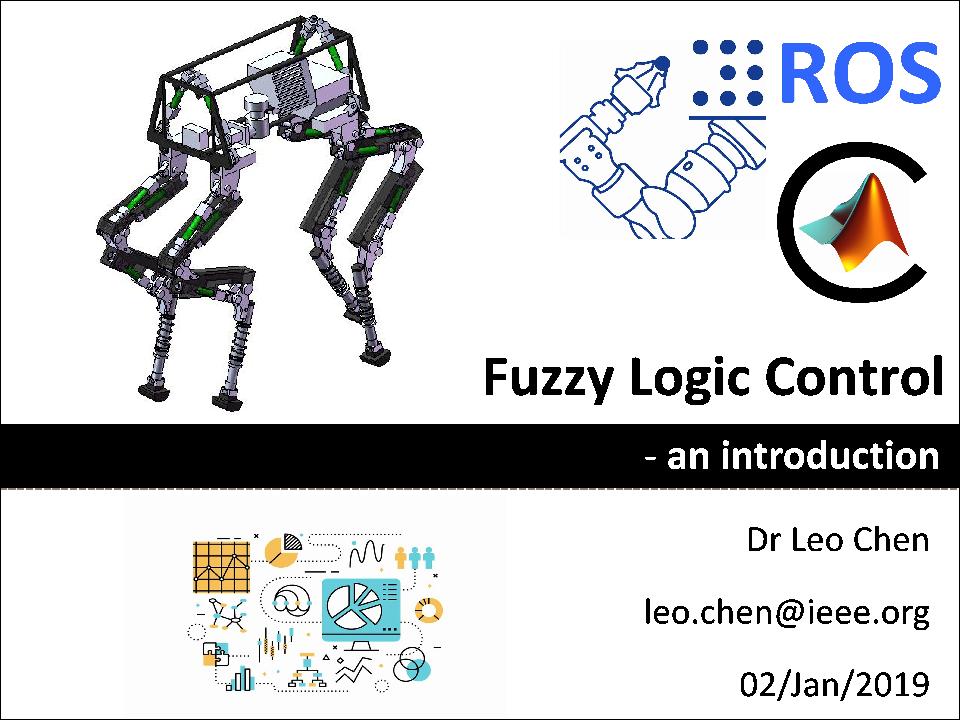 ROS
Fuzzy Logic Control
- an introduction
Dr Leo Chen
leo.chen@ieee.org
02/Jan/2019